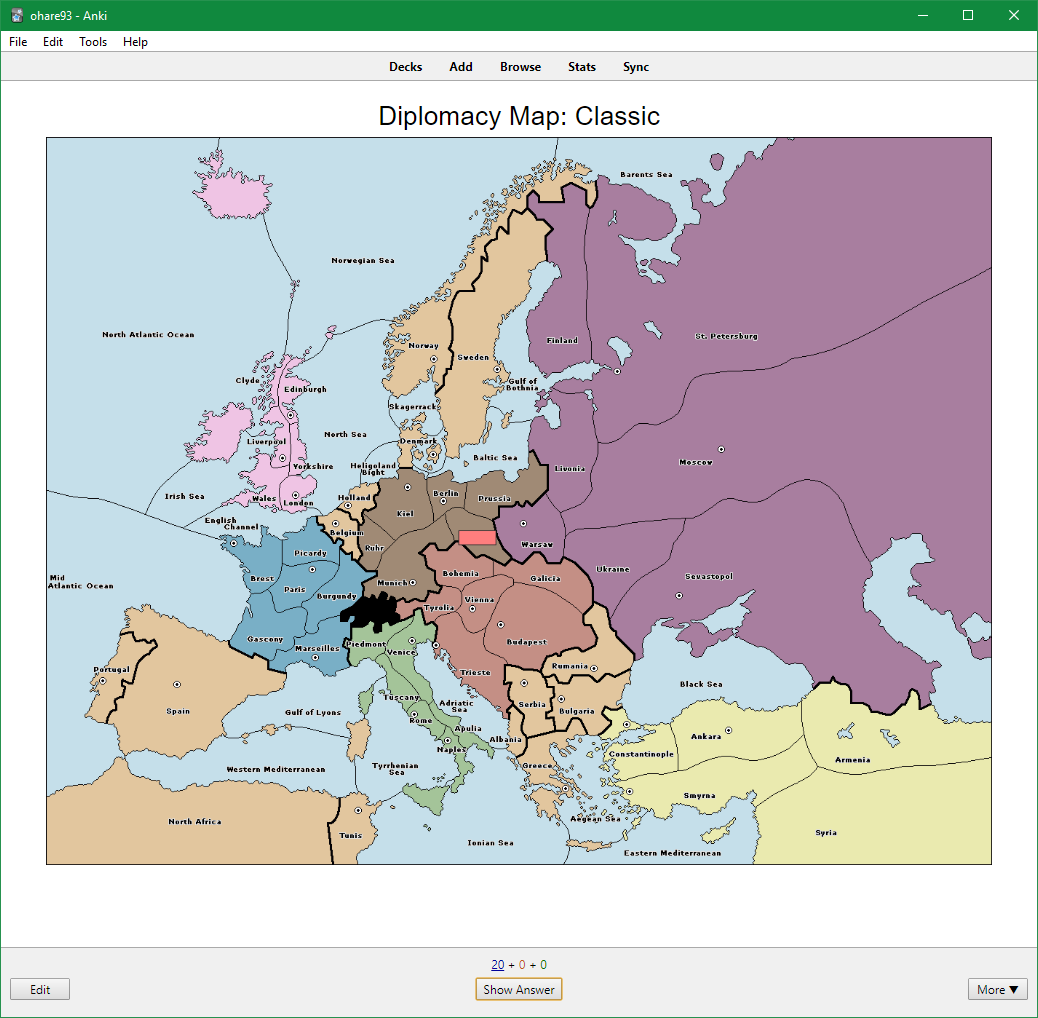 ohare93 - Anki
File Edit Tools Help
Decks Add Browse Stats Sync
Diplomacy Map: Classic
Barents Sea
Norwegian Sea
North Atlantic Ocean
St. Petersburg
Finland
Norway
Sweden
Clyde
Edinburgh
Gulf of
Bothnia
Skagerrack
North Sea
Denmark
Liverpool
Yorkshire
Heligoland
Bight
Baltic Sea
Livonia
Moscow
Irish Sea
Wales
London
Holland
Kiel
Berlin
Prussia
English
Channel
Belgium
Ruhr
Warsaw
Picardy
Brest
Paris
Burgundy
Munich
Bohemia
Galicia
Ukraine
Sevastopol
Mid
Atlantic Ocean
Tyrolia
Vienna
Budapest
Gascony
Marseilles
Piedmont
Venice
Trieste
Rumania
Portugal
Spain
Gulf of Lyons
Tuscany
Rome
Adriatic
Sea
Apulia
Naples
Albania
Serbia
Bulgaria
Black Sea
Constantinople
Ankara
Armenia
Western Mediterranean
Tyrrhenian
Sea
Greece
Smyrna
North Africa
Tunis
Ionian Sea
Aegean Sea
Eastern Mediterranean
Syria
20 + 0 + 0
Edit Show Answer More ▼